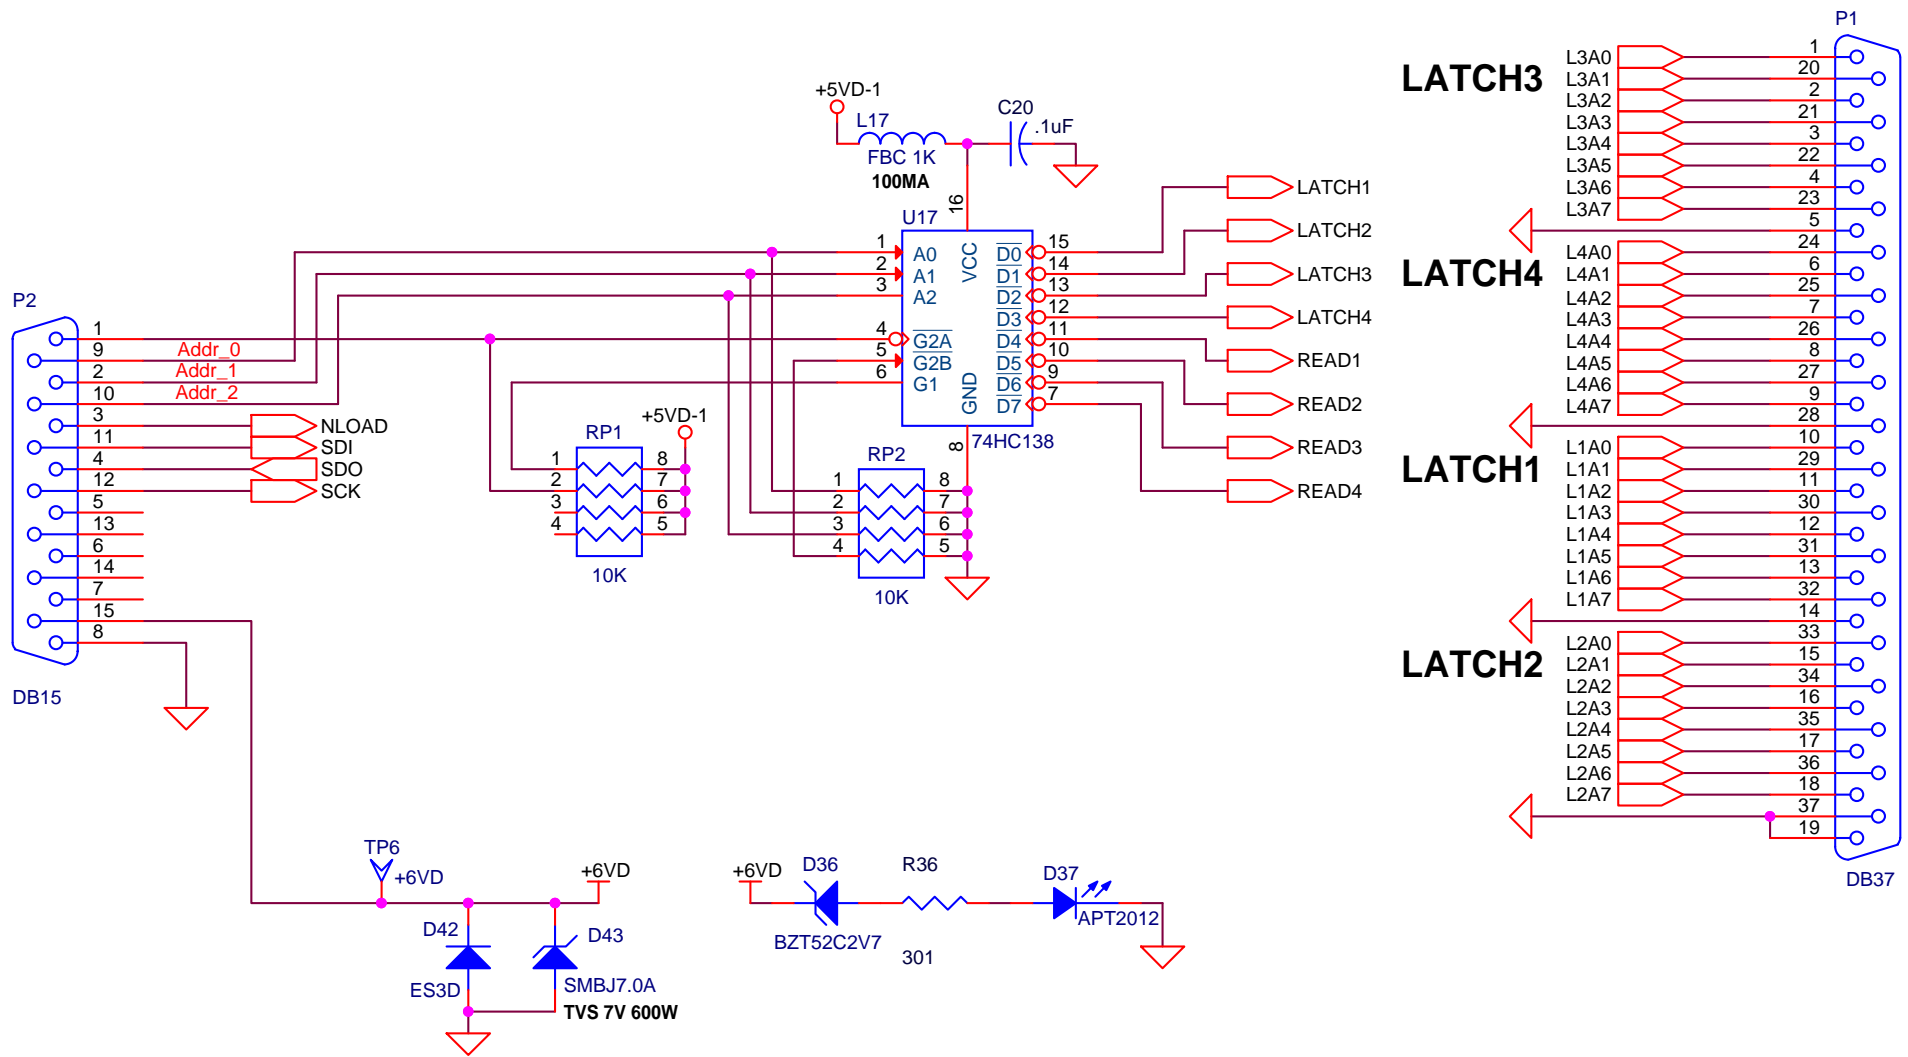 P2
1
9
Addr_0
2
Addr_1
10
Addr_2
3
NLOAD
11
SDI
4
SDO
12
SCK
5
13
6
14
7
15
8
DB15
+5VD-1
L17
FBC 1K
100MA
C20
.1uF
16
U17
1
A0
2
A1
3
A2
4
G2A
5
G2B
6
G1
VCC
GND
D0
15
D1
14
D2
13
D3
12
D4
11
D5
10
D6
9
D7
7
8
74HC138
LATCH1
LATCH2
LATCH3
LATCH4
READ1
READ2
READ3
READ4
+5VD-1
RP1
1
8
2
7
3
6
4
5
10K
RP2
1
8
2
7
3
6
4
5
10K
TP6
+6VD
+6VD
D42
ES3D
D43
SMBJ7.0A
TVS 7V 600W
+6VD
D36
BZT52C2V7
R36
301
D37
APT2012
P1
LATCH3
L3A0 1
L3A1 20
L3A2 2
L3A3 21
L3A4 3
L3A5 22
L3A6 4
L3A7 23
5
LATCH4
L4A0 24
L4A1 6
L4A2 25
L4A3 7
L4A4 26
L4A5 8
L4A6 27
L4A7 9
28
LATCH1
L1A0 10
L1A1 29
L1A2 11
L1A3 30
L1A4 12
L1A5 31
L1A6 13
L1A7 32
14
LATCH2
L2A0 33
L2A1 15
L2A2 34
L2A3 16
L2A4 35
L2A5 17
L2A6 36
L2A7 18
37
19
DB37